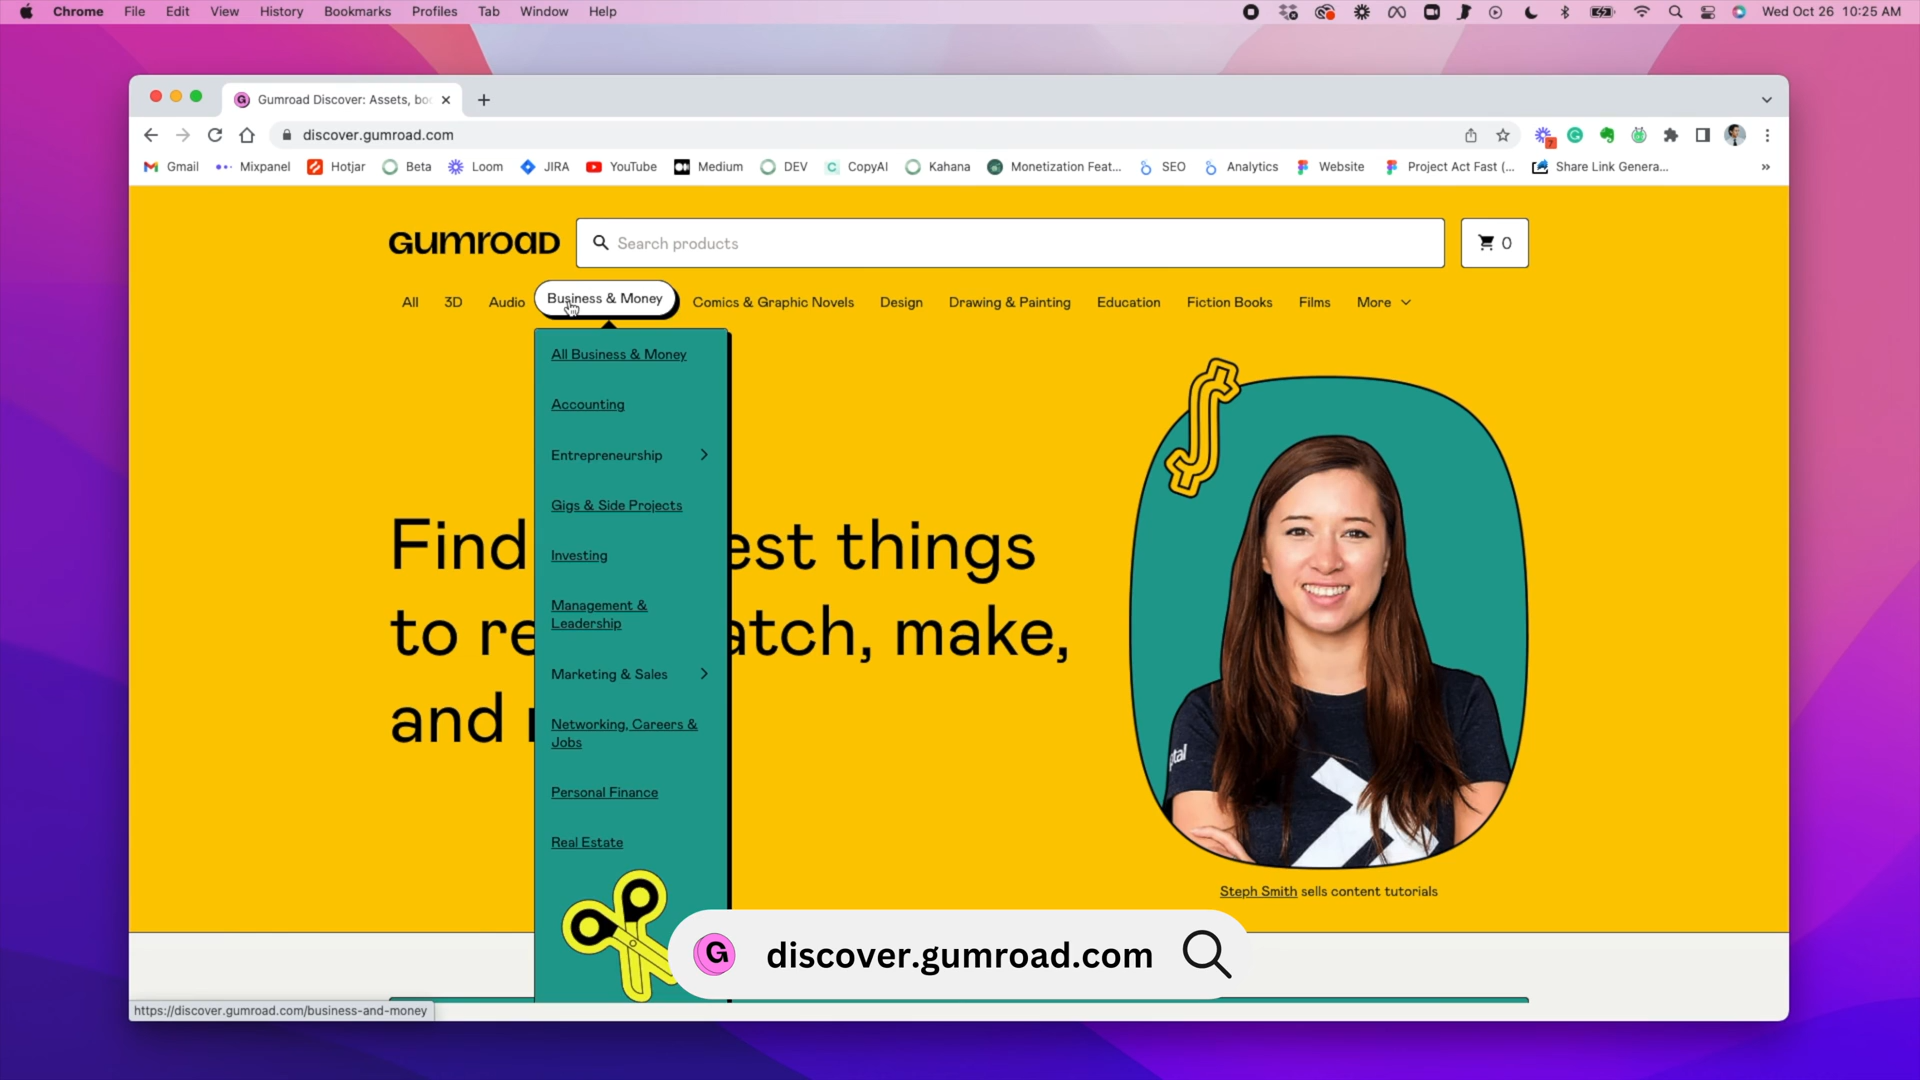 Chrome File Edit View History Bookmarks Profiles Tab Window Help Wed Oct 26 10:25 AM
Gumroad Discover: Assets, boo
discover.gumroad.com 7
Gmail Mixpanel Hotjar Beta Loom JIRA YouTube Medium DEV CopyAI Kahana Monetization Feat... SEO Analytics Website Project Act Fast (... Share Link Genera... »
GUMROAD Search products 0
All 3D Audio Business & Money Comics & Graphic Novels Design Drawing & Painting Education Fiction Books Films More
All Business & Money
Accounting
Entrepreneurship
Gigs & Side Projects
Investing
Management &
Leadership
Marketing & Sales
Networking, Careers &
Jobs
Personal Finance
Real Estate
Find est things
to re atch, make,
and
Steph Smith sells content tutorials
G discover.gumroad.com
https://discover.gumroad.com/business-and-money